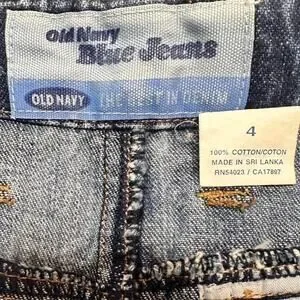 Old Navy
Blue Jeans
OLD NAVY THE BEST IN DENIM
4
100% COTTON/COTON
MADE IN SRI LANKA
RN54023 / CA17897